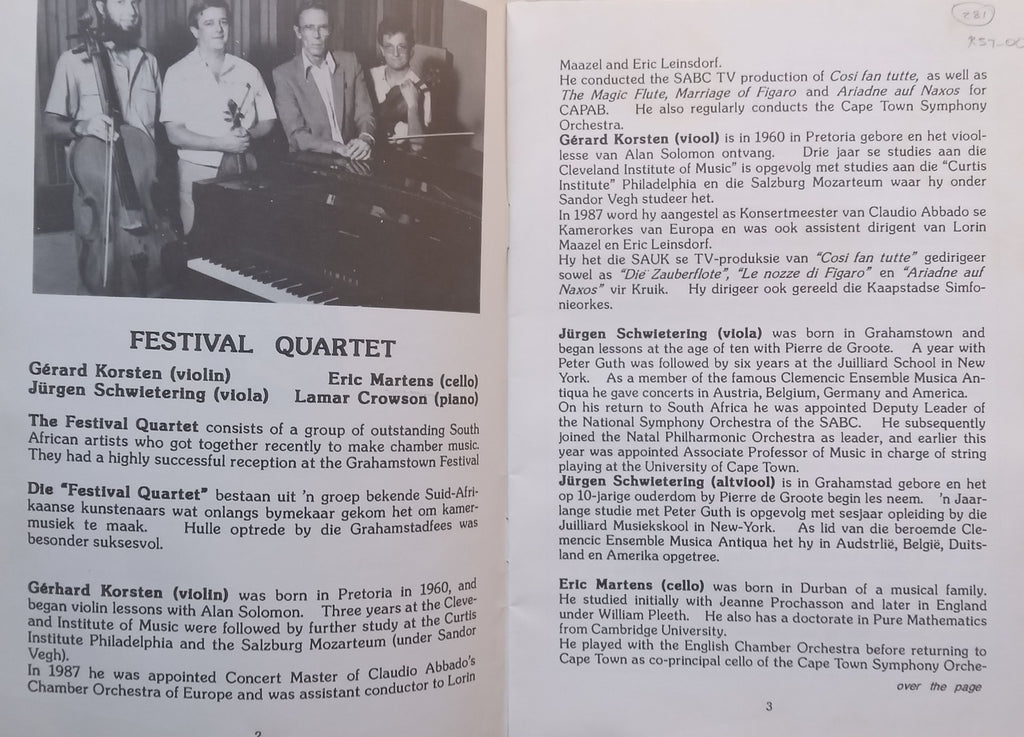 FESTIVAL QUARTET
Gérard Korsten (violin) Eric Martens (cello)
Jürgen Schwietering (viola) Lamar Crowson (piano)
The Festival Quartet consists of a group of outstanding South
African artists who got together recently to make chamber music.
They had a highly successful reception at the Grahamstown Festival
Die "Festival Quartet" bestaan uit 'n groep bekende Suid-Afri-
kaanse kunstenaars wat onlangs bymekaar gekom het om kamer-
musiek te maak. Hulle optrede by die Grahamstadfees was
besonder suksesvol.
Gérhard Korsten (violin) was born in Pretoria in 1960, and
began violin lessons with Alan Solomon. Three years at the Cleve-
and Institute of Music were followed by further study at the Curtis
Institute Philadelphia and the Salzburg Mozarteum (under Sandor
Vegh).
In 1987 he was appointed Concert Master of Claudio Abbado's
Chamber Orchestra of Europe and was assistant conductor to Lorin
2
281
Maazel and Eric Leinsdorf.
He conducted the SABC TV production of Cosi fan tutte, as well as
The Magic Flute, Marriage of Figaro and Ariadne auf Naxos for
CAPAB. He also regularly conducts the Cape Town Symphony
Orchestra.
Gérard Korsten (viool) is in 1960 in Pretoria gebore en het viool-
lesse van Alan Solomon ontvang. Drie jaar se studies aan die
Cleveland Institute of Music" is opgevolg met studies aan die "Curtis
Institute" Philadelphia en die Salzburg Mozarteum waar hy onder
Sandor Vegh studeer het.
In 1987 word hy aangestel as Konsertmeester van Claudio Abbado se
Kamerorkes van Europa en was ook assistent dirigent van Lorin
Maazel en Eric Leinsdorf.
Hy het die SAUK se TV-produksie van "Cosi fan tutte" gedirigeer
sowel as "Die Zauberflote", "Le nozze di Figaro" en "Ariadne auf
Naxos" vir Kruik. Hy dirigeer ook gereeld die Kaapstadse Simfo-
nieorkes.
Jürgen Schwietering (viola) was born in Grahamstown and
began lessons at the age of ten with Pierre de Groote. A year with
Peter Guth was followed by six years at the Juilliard School in New
York. As a member of the famous Clemencic Ensemble Musica An-
tiqua he gave concerts in Austria, Belgium, Germany and America.
On his return to South Africa he was appointed Deputy Leader of
the National Symphony Orchestra of the SABC. He subsequently
joined the Natal Philharmonic Orchestra as leader, and earlier this
year was appointed Associate Professor of Music in charge of string
playing at the University of Cape Town.
Jürgen Schwietering (altviool) is in Grahamstad gebore en het
op 10-jarige ouderdom by Pierre de Groote begin les neem. 'n Jaar-
lange studie met Peter Guth is opgevolg met sesjaar opleiding by die
Juilliard Musiekskool in New-York. As lid van die beroemde Cle-
mencic Ensemble Musica Antiqua het hy in Audstrlië, België, Duits-
land en Amerika opgetree.
Eric Martens (cello) was born in Durban of a musical family.
He studied initially with Jeanne Prochasson and later in England
under William Pleeth. He also has a doctorate in Pure Mathematics
from Cambridge University.
He played with the English Chamber Orchestra before returning to
Cape Town as co-principal cello of the Cape Town Symphony Orche-
over the page
3